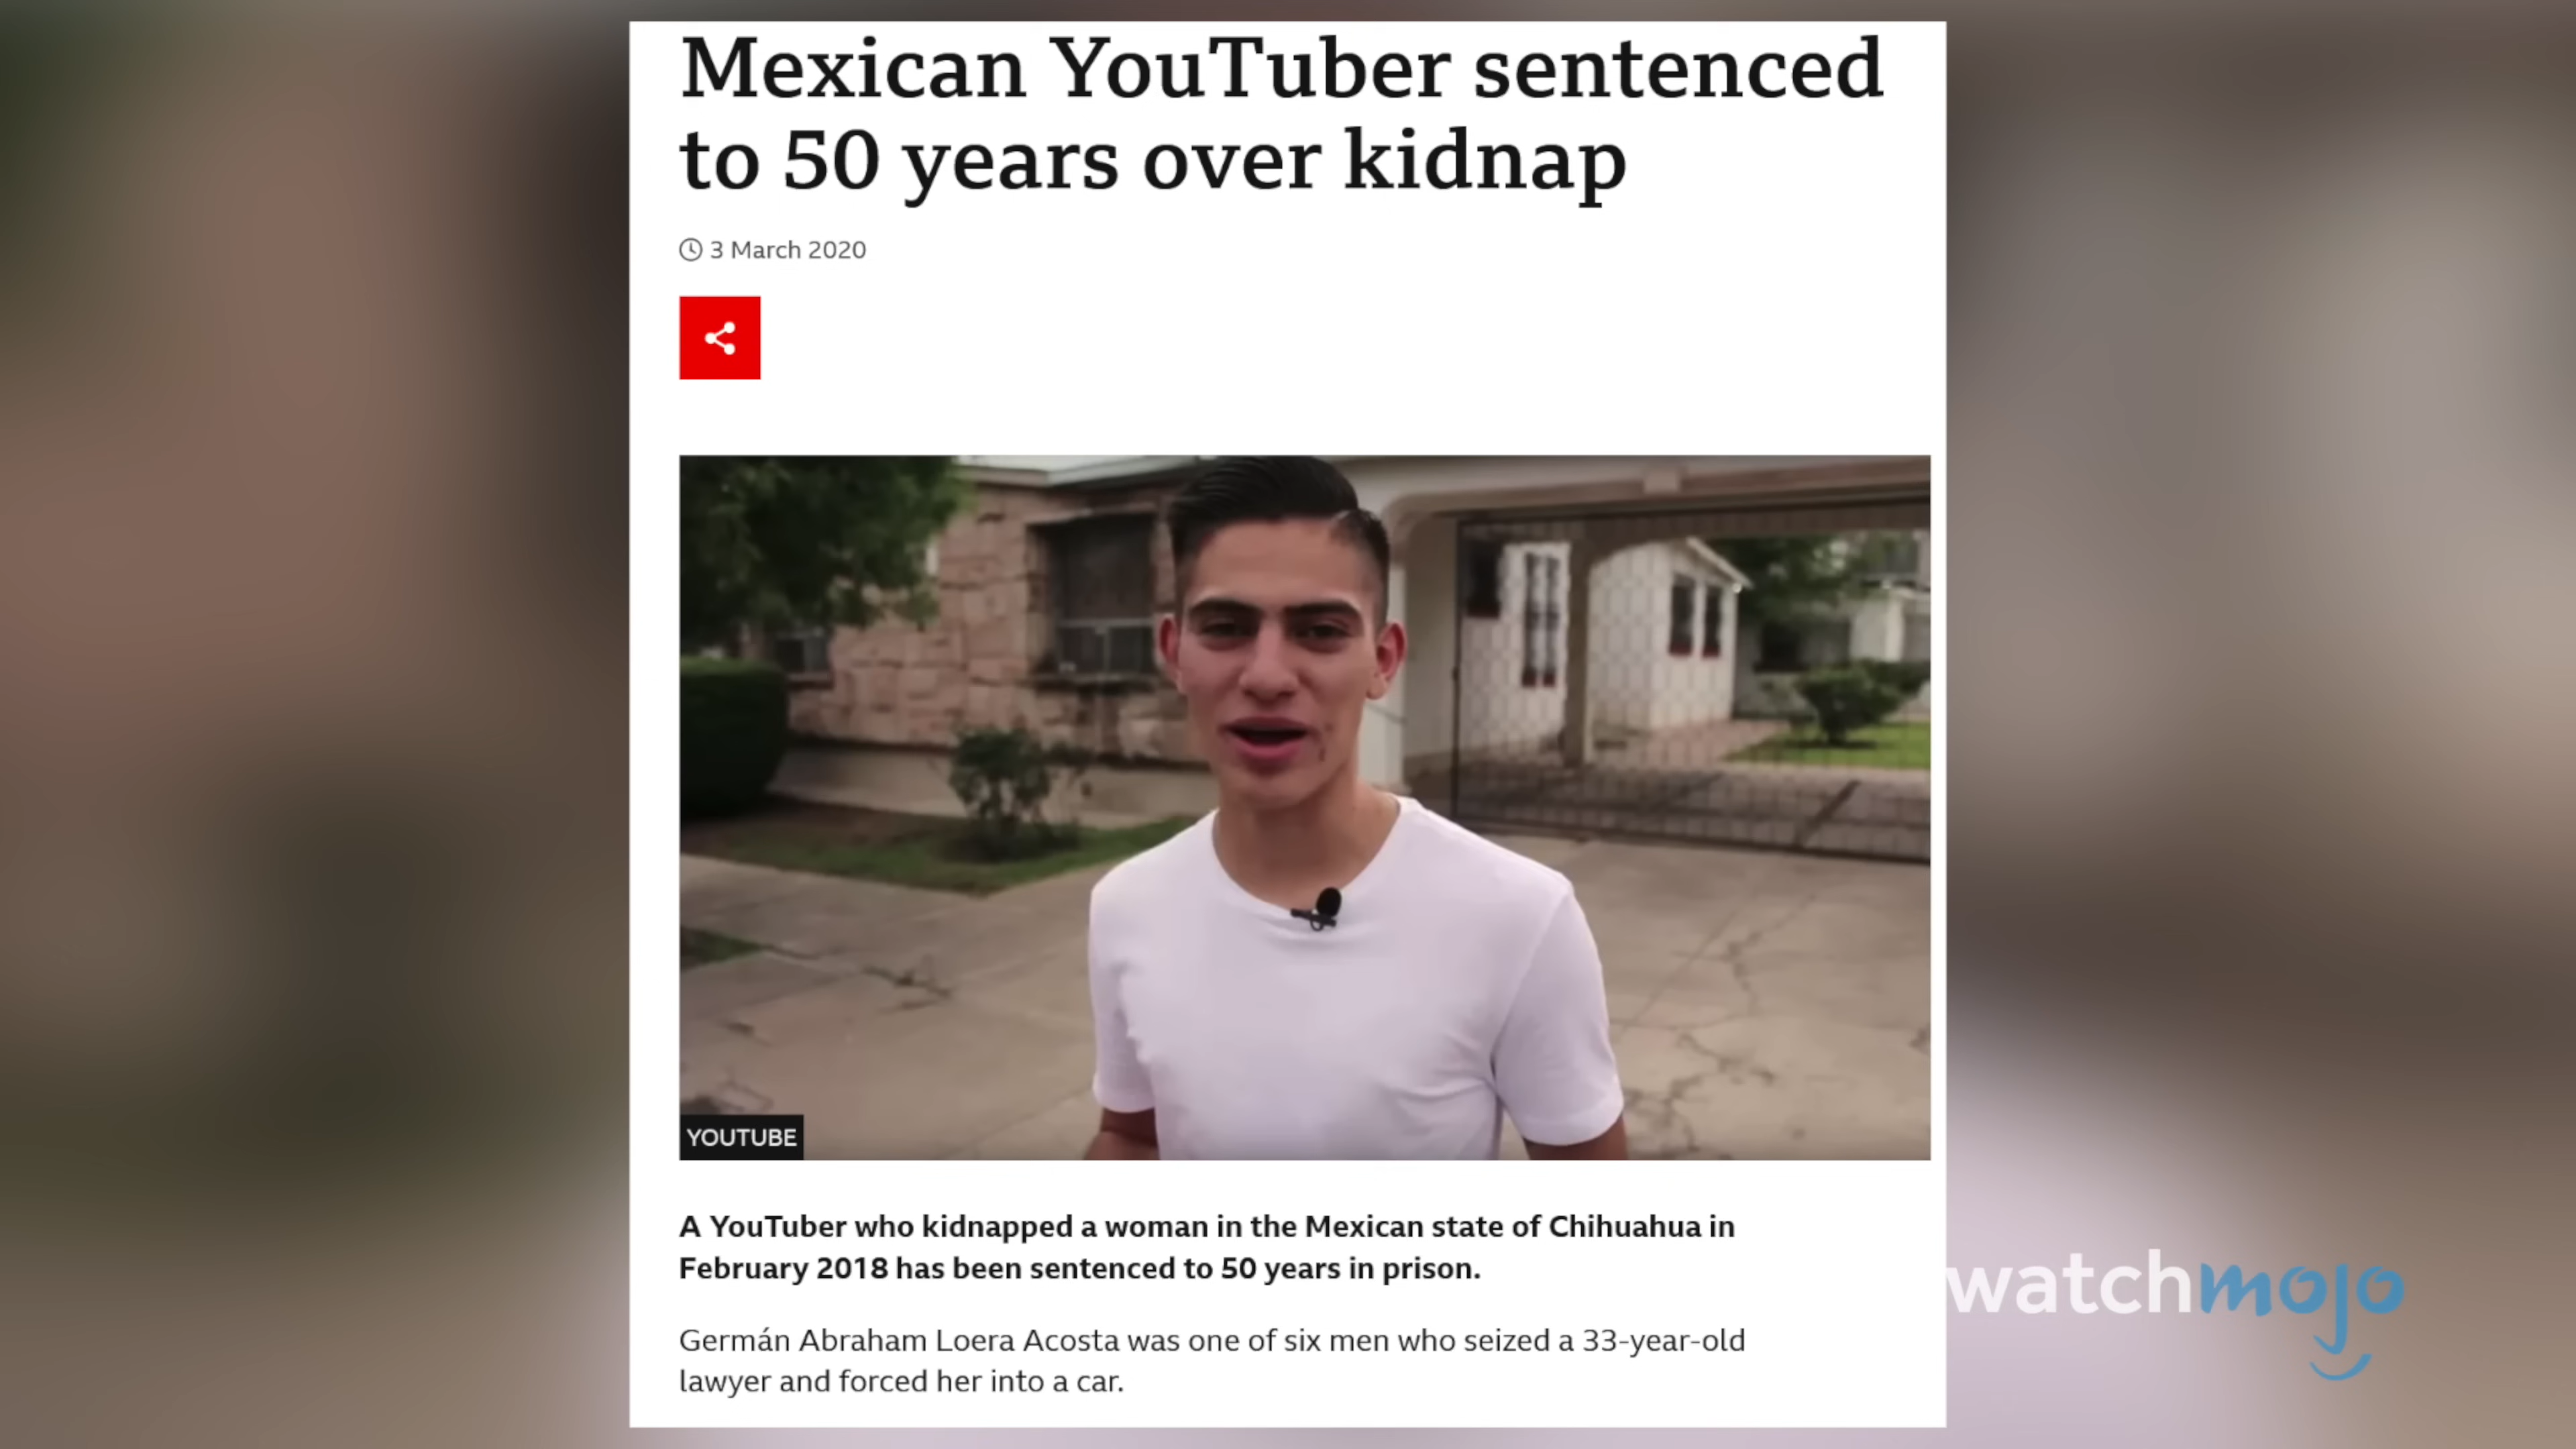 Mexican YouTuber sentenced
to 50 years over kidnap
3 March 2020
YOUTUBE
A YouTuber who kidnapped a woman in the Mexican state of Chihuahua in
February 2018 has been sentenced to 50 years in prison.
Germán Abraham Loera Acosta was one of six men who seized a 33-year-old
lawyer and forced her into a car.
watchmojo